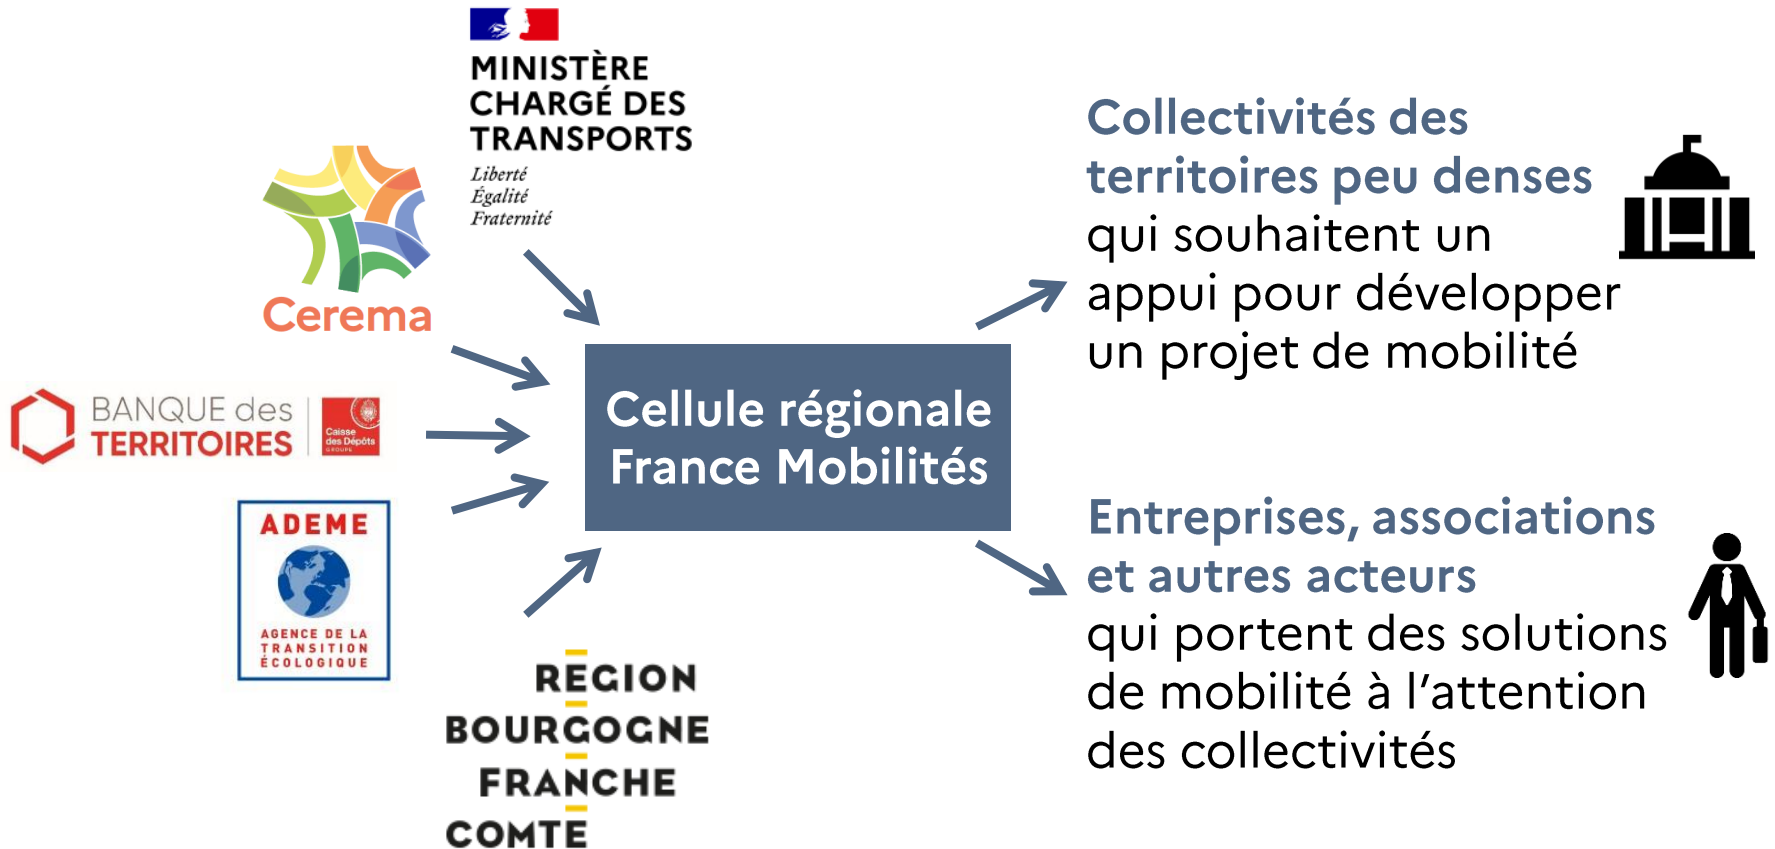 MINISTÈRE
CHARGÉ DES
TRANSPORTS
Liberté
Égalité
Fraternité
Cerema
BANQUE des
TERRITOIRES
Caisse
des Dépôts
GROUPE
ADEME
AGENCE DE LA
TRANSITION
ÉCOLOGIQUE
REGION
BOURGOGNE
FRANCHE
COMTE
Cellule régionale
France Mobilités
Collectivités des
territoires peu denses
qui souhaitent un
appui pour développer
un projet de mobilité
Entreprises, associations
et autres acteurs
qui portent des solutions
de mobilité à l’attention
des collectivités